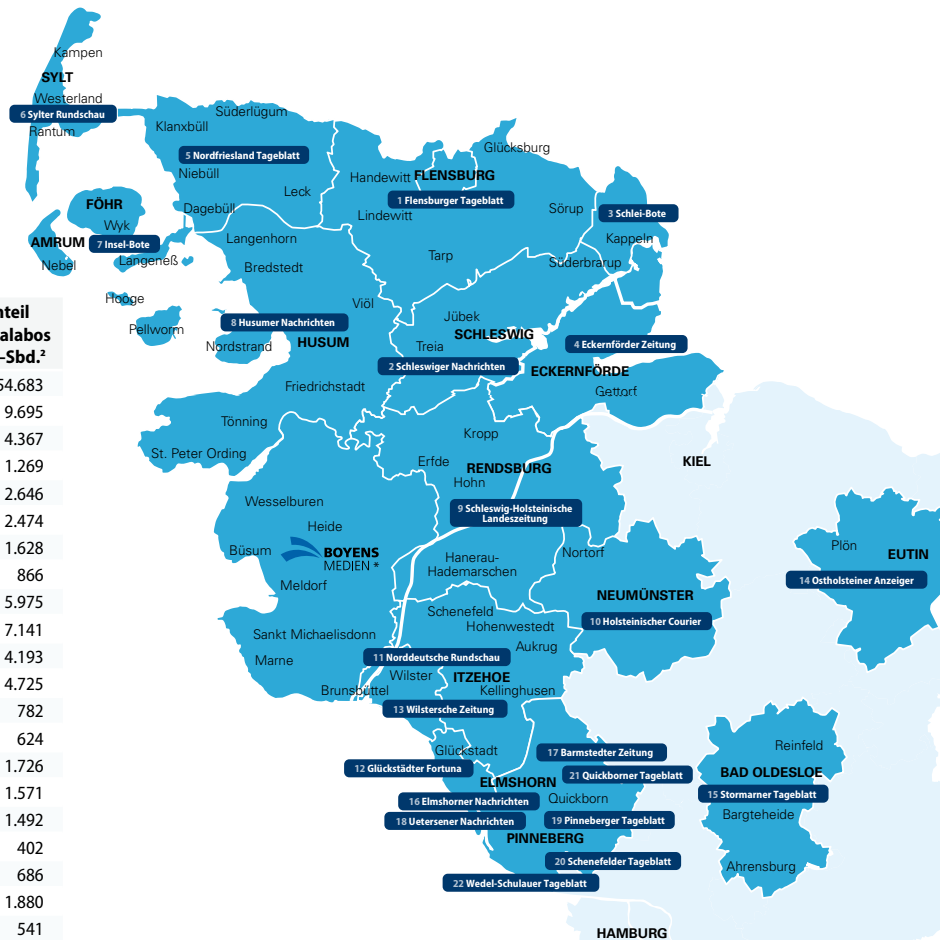 Kampen
SYLT
Westerland
6 Sylter Rundschau
Rantum
Süderlügum
Klanxbüll
5 Nordfriesland Tageblatt
Niebüll
Leck
Dagebüll
Glücksburg
Handewitt
FLENSBURG
1 Flensburger Tageblatt
Lindewitt
Sörup
3 Schlei-Bote
Kappeln
Tarp
Süderbrarup
FÖHR
Wyk
AMRUM
7 Insel-Bote
Nebel
Langeneß
Langenhorn
Bredstedt
Hooge
Pellworm
Viöl
8 Husumer Nachrichten
Nordstrand
HUSUM
Jübek
SCHLESWIG
Treia
2 Schleswiger Nachrichten
4 Eckernförder Zeitung
ECKERNFÖRDE
Gettorf
Friedrichstadt
Tönning
St. Peter Ording
Kropp
Erfde
RENDSBURG
Hohn
9 Schleswig-Holsteinische
Landeszeitung
KIEL
Wesselburen
Heide
Büsum
BOYENS
MEDIEN *
Meldorf
Hanerau-
Hademarschen
Nortorf
Plön
EUTIN
14 Ostholsteiner Anzeiger
NEUMÜNSTER
10 Holsteinischer Courier
Schenefeld
Hohenwestedt
Aukrug
Sankt Michaelisdonn
Marne
11 Norddeutsche Rundschau
Wilster
ITZEHOE
Brunsbüttel
Kellinghusen
13 Wilstersche Zeitung
Glückstadt
17 Barmstedter Zeitung
12 Glückstädter Fortuna
21 Quickborner Tageblatt
ELMSHORN
16 Elmshorner Nachrichten
Quickborn
18 Uetersener Nachrichten
19 Pinneberger Tageblatt
PINNEBERG
20 Schenefelder Tageblatt
22 Wedel-Schulauer Tageblatt
Reinfeld
BAD OLDESLOE
15 Stormarner Tageblatt
Bargteheide
Ahrensburg
HAMBURG
nteil
alabos
-Sbd.²
54.683
9.695
4.367
1.269
2.646
2.474
1.628
866
5.975
7.141
4.193
4.725
782
624
1.726
1.571
1.492
402
686
1.880
541